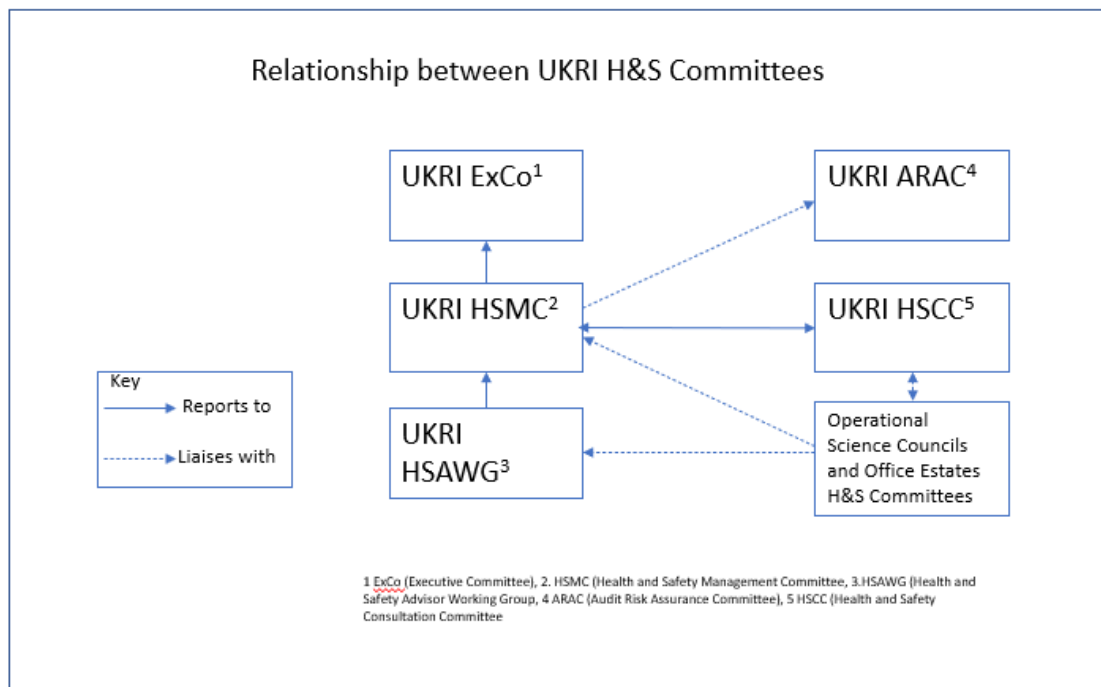 Relationship between UKRI H&S Committees
UKRI ExCo¹
UKRI ARAC⁴
UKRI HSMC²
UKRI HSCC⁵
Key
Reports to
Liaises with
UKRI
HSAWG³
Operational
Science Councils
and Office Estates
H&S Committees
1 ExCo (Executive Committee), 2. HSMC (Health and Safety Management Committee, 3.HSAWG (Health and
Safety Advisor Working Group, 4 ARAC (Audit Risk Assurance Committee), 5 HSCC (Health and Safety
Consultation Committee